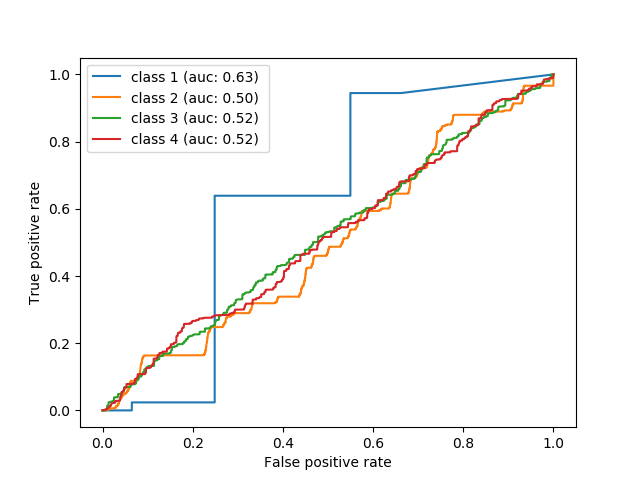 class 1 (auc: 0.63)
class 2 (auc: 0.50)
class 3 (auc: 0.52)
class 4 (auc: 0.52)
1.0
0.8
0.6
0.4
0.2
0.0
True positive rate
0.0 0.2 0.4 0.6 0.8 1.0
False positive rate